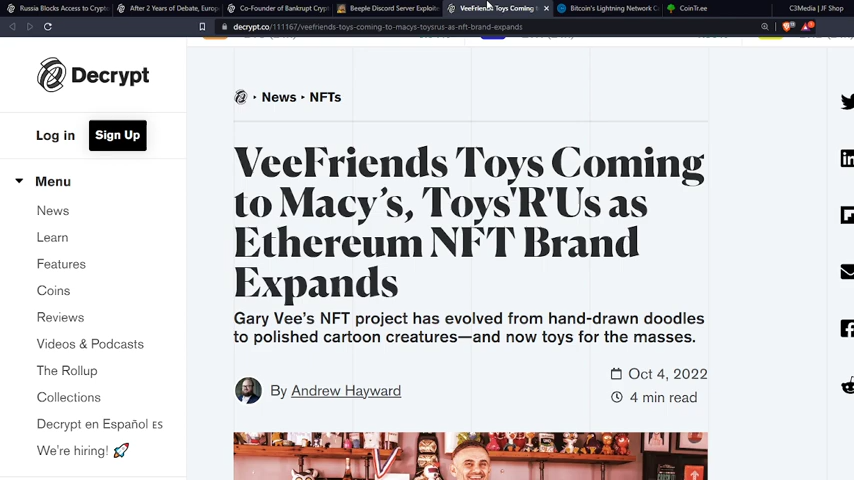 Russia Blocks Access to Crypto
After 2 Years of Debate, Europ
Co-Founder of Bankrupt Crypt
Beeple Discord Server Exploite
VeeFriends Toys Coming
Bitcoin's Lightning Network C
CoinTr.ee
C3Media | JF Shop
decrypt.co/111167/veefriends-toys-coming-to-macys-toysrus-as-nft-brand-expands
Decrypt
News
NFTs
Log in
Sign Up
VeeFriends Toys Coming
to Macy's, Toys'R'Us as
Ethereum NFT Brand
Expands
Menu
News
Learn
Features
Coins
Reviews
Videos & Podcasts
The Rollup
Collections
Decrypt en Español ES
We're hiring! 🚀
Gary Vee's NFT project has evolved from hand-drawn doodles
to polished cartoon creatures—and now toys for the masses.
By Andrew Hayward
Oct 4, 2022
4 min read